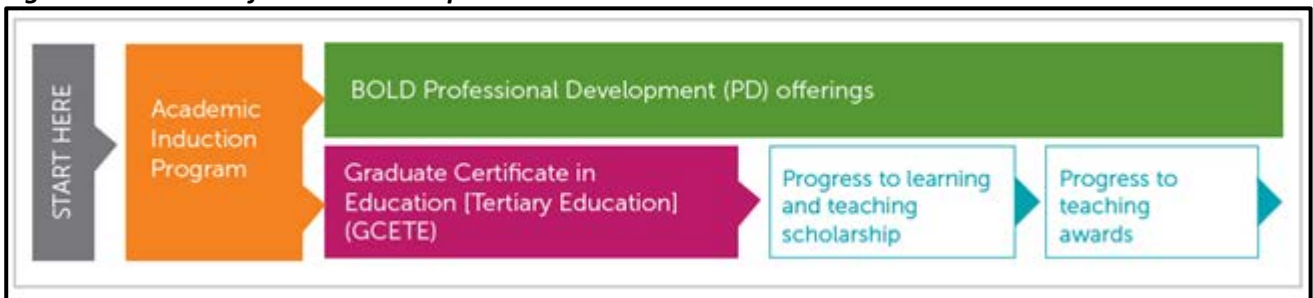 START HERE
Academic
Induction
Program
BOLD Professional Development (PD) offerings
Graduate Certificate in
Education [Tertiary Education]
(GCETE)
Progress to learning
and teaching
scholarship
Progress to
teaching
awards